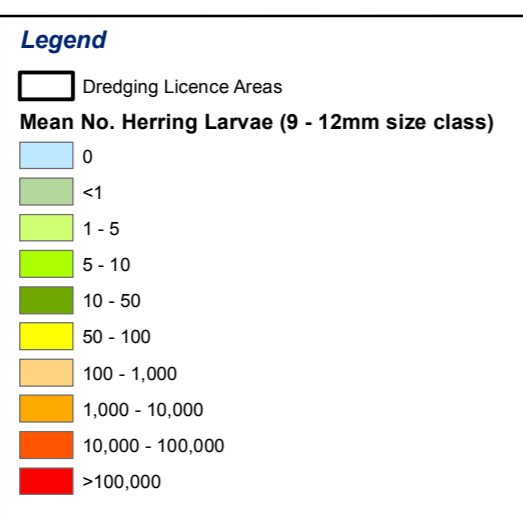 Legend
Dredging Licence Areas
Mean No. Herring Larvae (9 - 12mm size class)
0
<1
1 - 5
5 - 10
10 - 50
50 - 100
100 - 1,000
1,000 - 10,000
10,000 - 100,000
>100,000